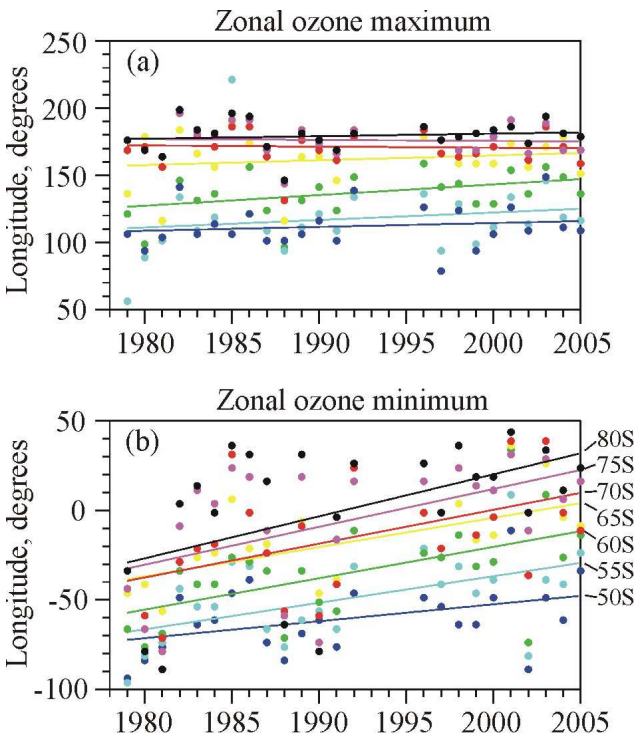 Zonal ozone maximum
(a)
Longitude, degrees
250
200
150
100
50
1980 1985 1990 1995 2000 2005
Zonal ozone minimum
(b)
Longitude, degrees
50
0
-50
-100
80S
75S
70S
65S
60S
55S
50S
1980 1985 1990 1995 2000 2005